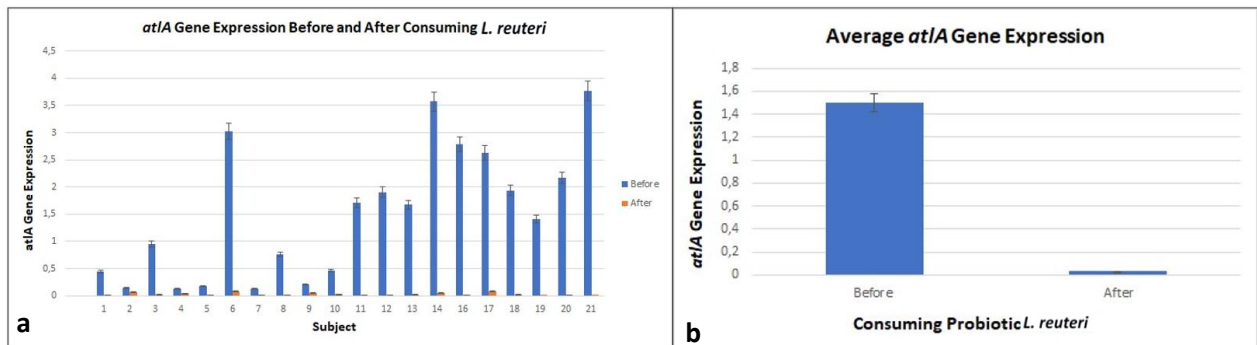 atlA Gene Expression Before and After Consuming L. reuteri
4,5
4
3,5
3
2,5
2
1,5
1
0,5
0
atlA Gene Expression
1 2 3 4 5 6 7 8 9 10 11 12 13 14 16 17 18 19 20 21
Subject
Before
After
a
Average atlA Gene Expression
1,8
1,6
1,4
1,2
1
0,8
0,6
0,4
0,2
0
atlA Gene Expression
Before After
Consuming Probiotic L. reuteri
b